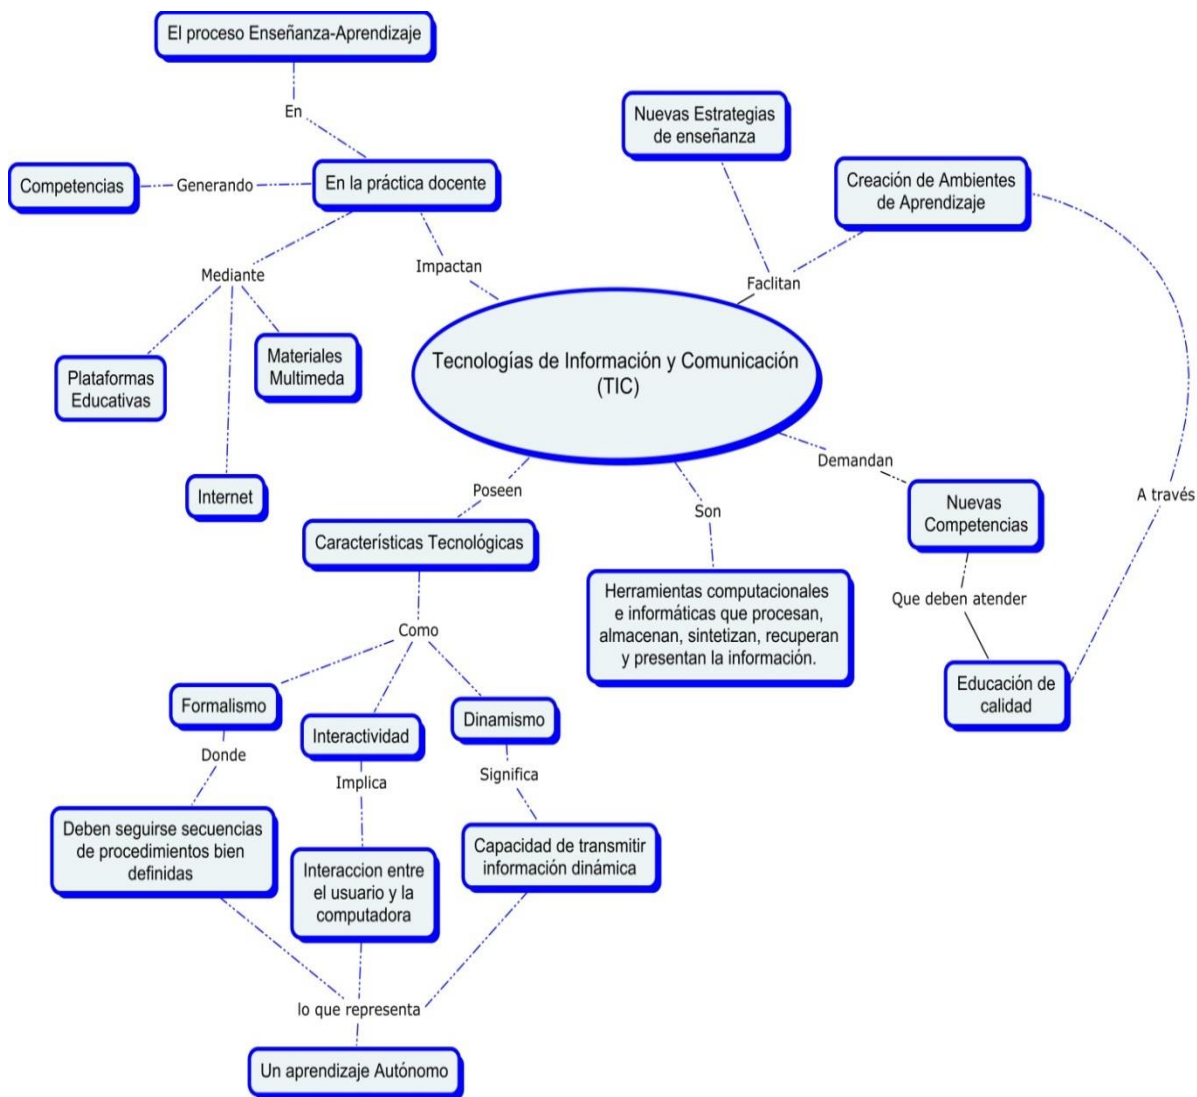 El proceso Enseñanza-Aprendizaje
En
Nuevas Estrategias
de enseñanza
Competencias
Generando
En la práctica docente
Creación de Ambientes
de Aprendizaje
Mediante
Impactan
Faclitan
Plataformas
Educativas
Materiales
Multimeda
Internet
Tecnologías de Información y Comunicación
(TIC)
Demandan
Nuevas
Competencias
A través
Que deben atender
Educación de
calidad
Poseen
Son
Características Tecnológicas
Herramientas computacionales
e informáticas que procesan,
almacenan, sintetizan, recuperan
y presentan la información.
Como
Formalismo
Interactividad
Dinamismo
Donde
Implica
Significa
Deben seguirse secuencias
de procedimientos bien
definidas
Interaccion entre
el usuario y la
computadora
Capacidad de transmitir
información dinámica
lo que representa
Un aprendizaje Autónomo